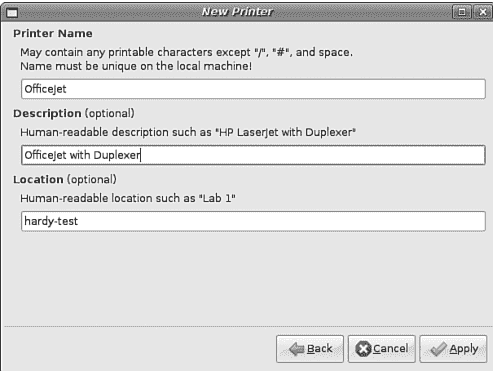 New Printer
Printer Name
May contain any printable characters except "/", "#", and space.
Name must be unique on the local machine!
OfficeJet
Description (optional)
Human-readable description such as "HP LaserJet with Duplexer"
OfficeJet with Duplexer
Location (optional)
Human-readable location such as "Lab 1"
hardy-test
Back Cancel Apply